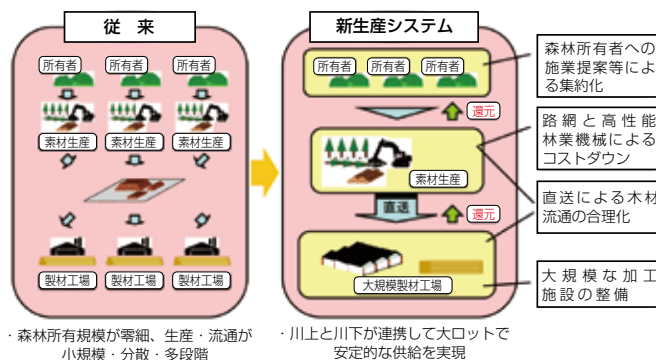 従 来
所有者 所有者 所有者
素材生産 素材生産 素材生産
製材工場 製材工場 製材工場
・森林所有規模が零細、生産・流通が
小規模・分散・多段階
新生産システム
所有者 所有者 所有者
還元
素材生産
直送
還元
大規模製材工場
・川上と川下が連携して大ロットで
安定的な供給を実現
森林所有者への
施業提案等によ
る集約化
路網と高性能
林業機械による
コストダウン
直送による木材
流通の合理化
大規模な加工
施設の整備